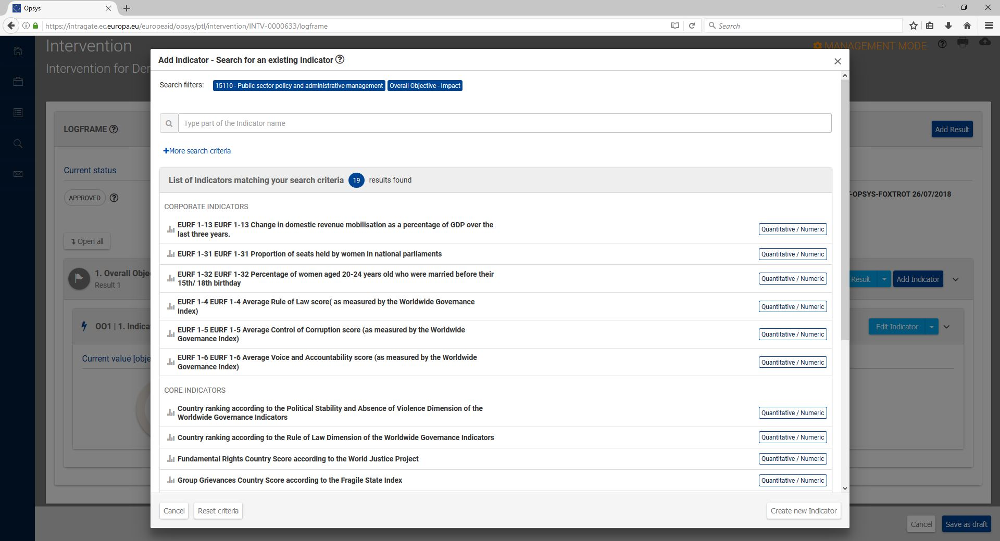 Opsys
https://intragate.ec.europa.eu/europeaid/opsys/ptl/intervention/INTV-0000633/logframe
Search
Intervention
MANAGEMENT MODE
Intervention for
Add Indicator - Search for an existing Indicator
Search filters:
15110 - Public sector policy and administrative management
Overall Objective - Impact
Type part of the Indicator name
LOGFRAME
Add Result
More search criteria
Current status
List of Indicators matching your search criteria 19 results found
APPROVED
-OPSYS-FOXTROT 26/07/2018
CORPORATE INDICATORS
EURF 1-13 EURF 1-13 Change in domestic revenue mobilisation as a percentage of GDP over the
last three years.
Quantitative / Numeric
Open all
EURF 1-31 EURF 1-31 Proportion of seats held by women in national parliaments
Quantitative / Numeric
EURF 1-32 EURF 1-32 Percentage of women aged 20-24 years old who were married before their
15th/ 18th birthday
Quantitative / Numeric
1. Overall Obje
Result 1
Result
Add Indicator
EURF 1-4 EURF 1-4 Average Rule of Law score( as measured by the Worldwide Governance
Index)
Quantitative / Numeric
EURF 1-5 EURF 1-5 Average Control of Corruption score (as measured by the Worldwide
Governance Index)
Quantitative / Numeric
OO1 | 1. Indica
Edit Indicator
EURF 1-6 EURF 1-6 Average Voice and Accountability score (as measured by the Worldwide
Governance Index)
Quantitative / Numeric
Current value [obje
CORE INDICATORS
Country ranking according to the Political Stability and Absence of Violence Dimension of the
Worldwide Governance Indicators
Quantitative / Numeric
Country ranking according to the Rule of Law Dimension of the Worldwide Governance Indicators
Quantitative / Numeric
Fundamental Rights Country Score according to the World Justice Project
Quantitative / Numeric
Group Grievances Country Score according to the Fragile State Index
Quantitative / Numeric
Cancel
Reset criteria
Create new Indicator
Cancel
Save as draft